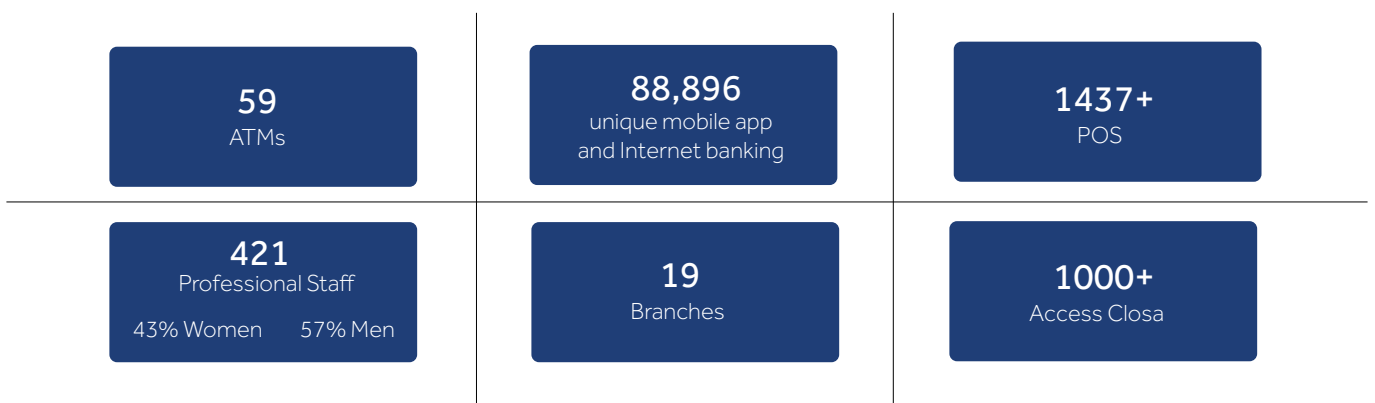 59
ATMs
88,896
unique mobile app
and Internet banking
1437+
POS
421
Professional Staff
43% Women 57% Men
19
Branches
1000+
Access Closa